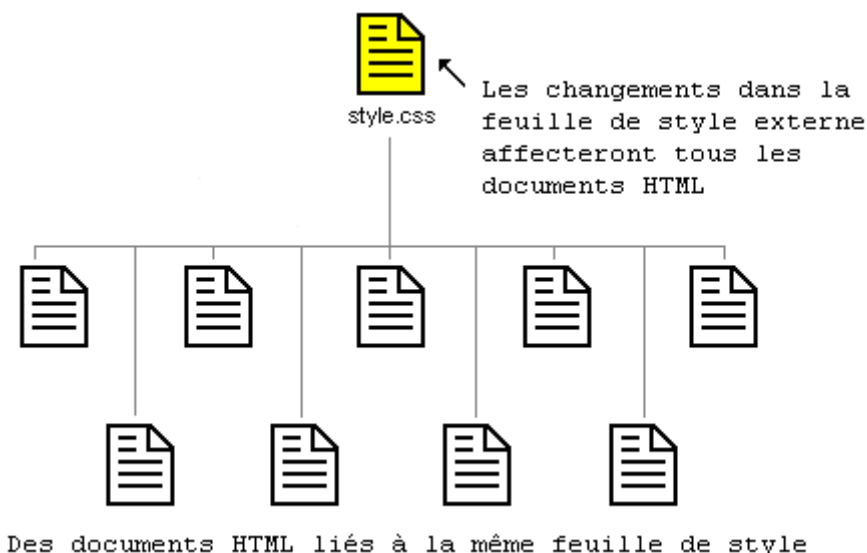 style.css
Les changements dans la
feuille de style externe
affecteront tous les
documents HTML
Des documents HTML liés à la même feuille de style